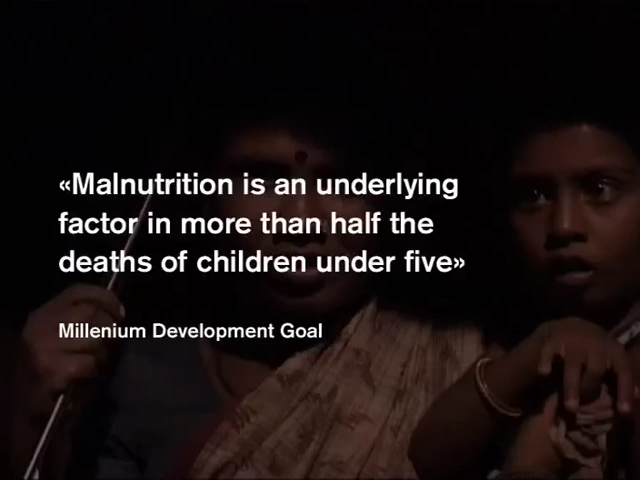 «Malnutrition is an underlying
factor in more than half the
deaths of children under five»
Millenium Development Goal